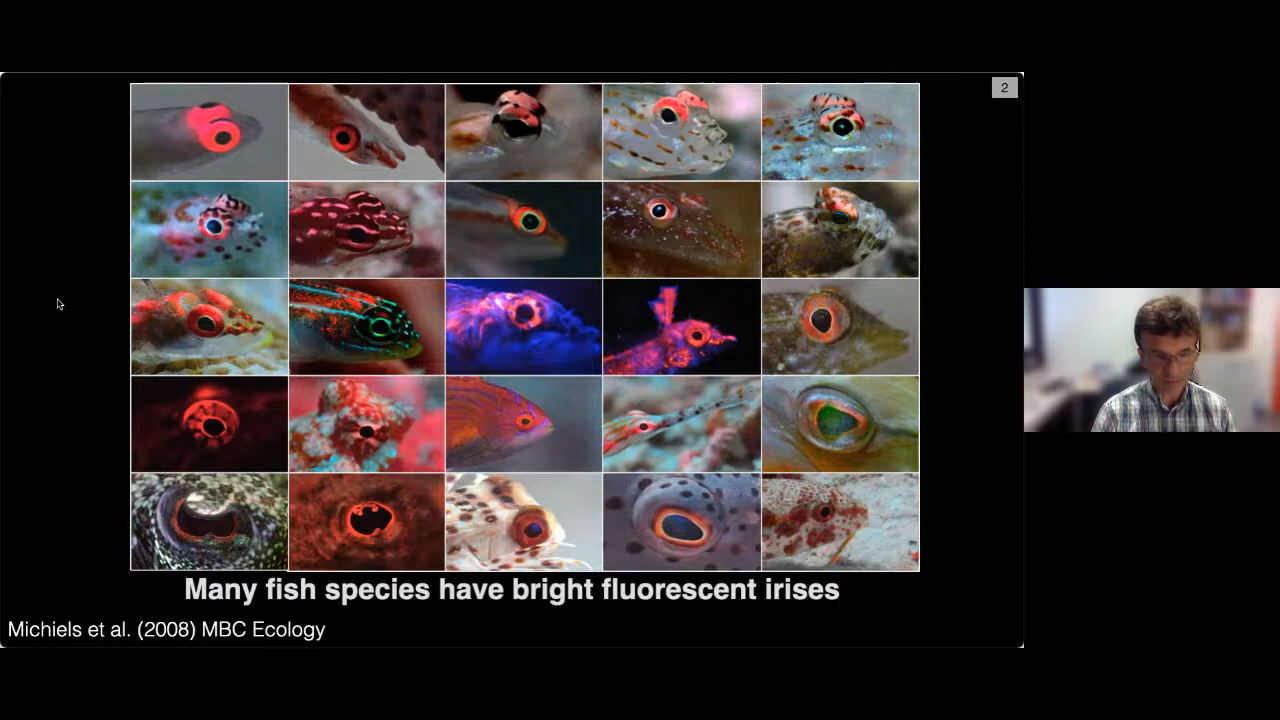 2
Many fish species have bright fluorescent irises
Michiels et al. (2008) MBC Ecology